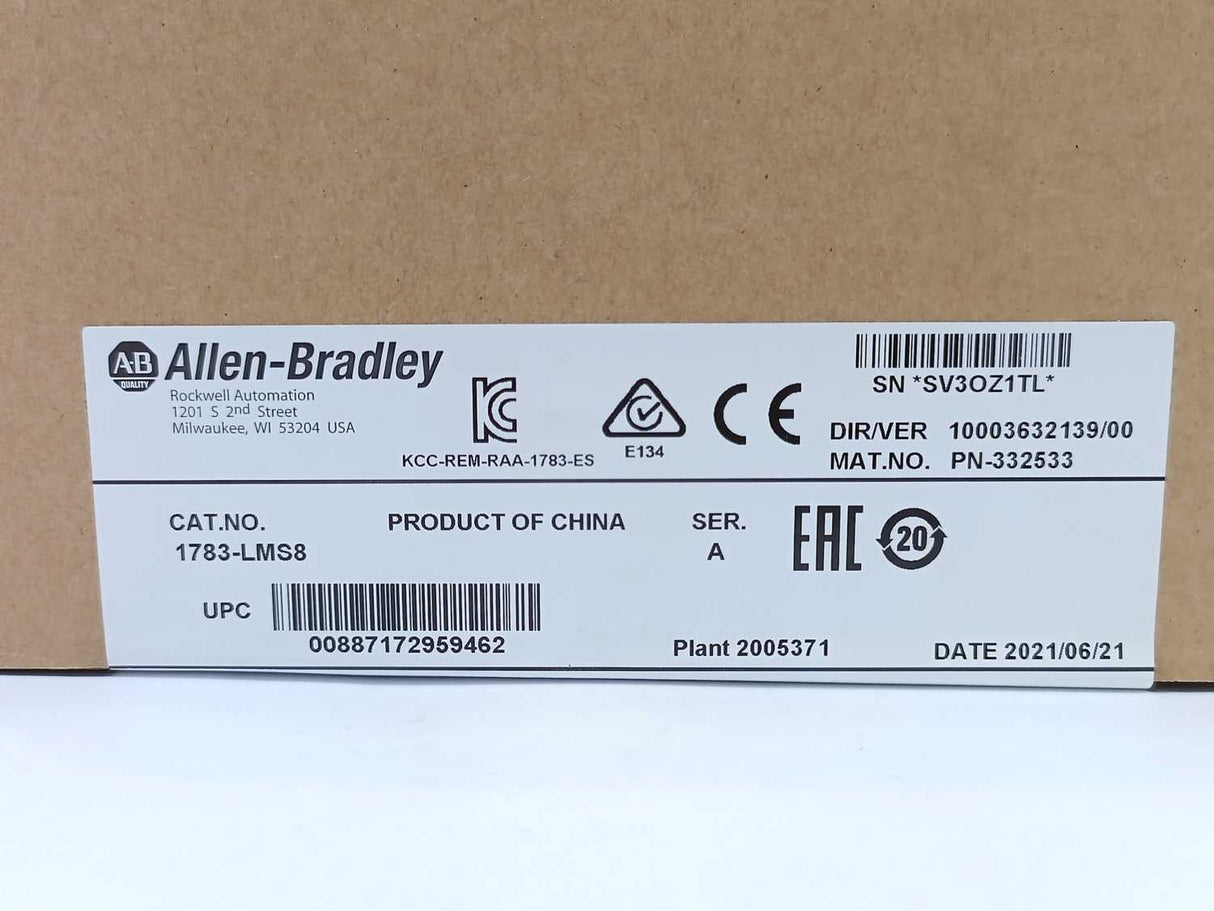 A-B
QUALITY
Allen-Bradley
Rockwell Automation
1201 S 2nd Street
Milwaukee, WI 53204 USA
KCC-REM-RAA-1783-ES
E134
CE
SN *SV3OZ1TL*
DIR/VER 10003632139/00
MAT.NO. PN-332533
CAT.NO.
1783-LMS8
PRODUCT OF CHINA
SER.
A
EAC
20
UPC
00887172959462
Plant 2005371
DATE 2021/06/21